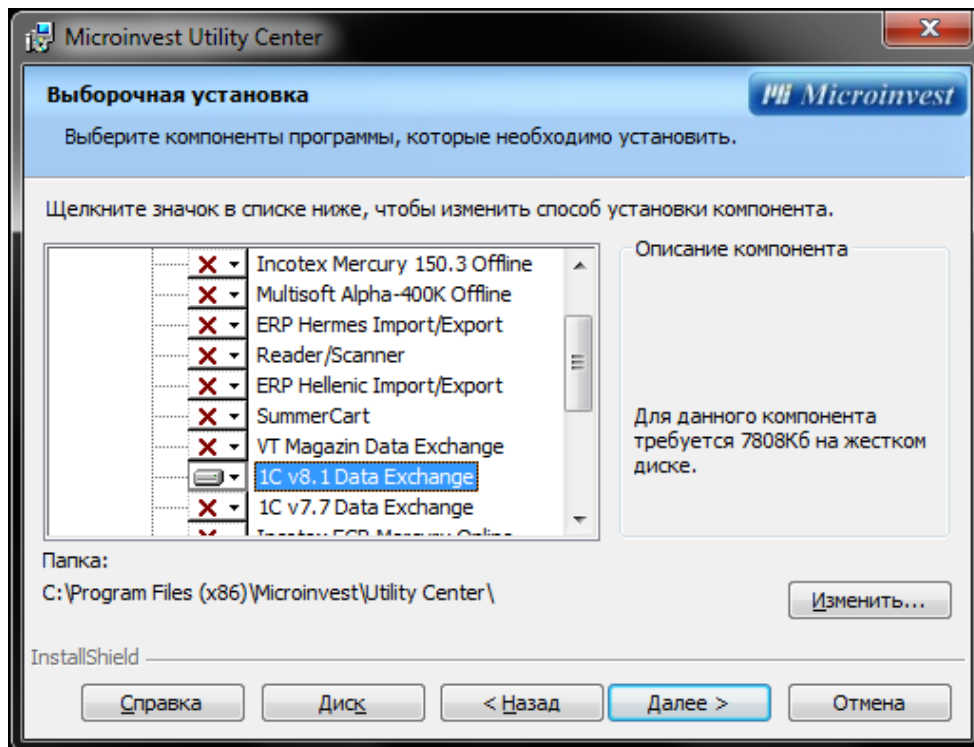 Microinvest Utility Center
Выборочная установка
Microinvest
Выберите компоненты программы, которые необходимо установить.
Щелкните значок в списке ниже, чтобы изменить способ установки компонента.
Incotex Mercury 150.3 Offline
Multisoft Alpha-400K Offline
ERP Hermes Import/Export
Reader/Scanner
ERP Hellenic Import/Export
SummerCart
VT Magazin Data Exchange
1C v8.1 Data Exchange
1C v7.7 Data Exchange
Incotex ECR Mercury Online
Описание компонента
Для данного компонента
требуется 7808Кб на жестком
диске.
Папка:
C:\Program Files (x86)\Microinvest\Utility Center\
Изменить...
InstallShield
Справка
Диск
< Назад
Далее >
Отмена